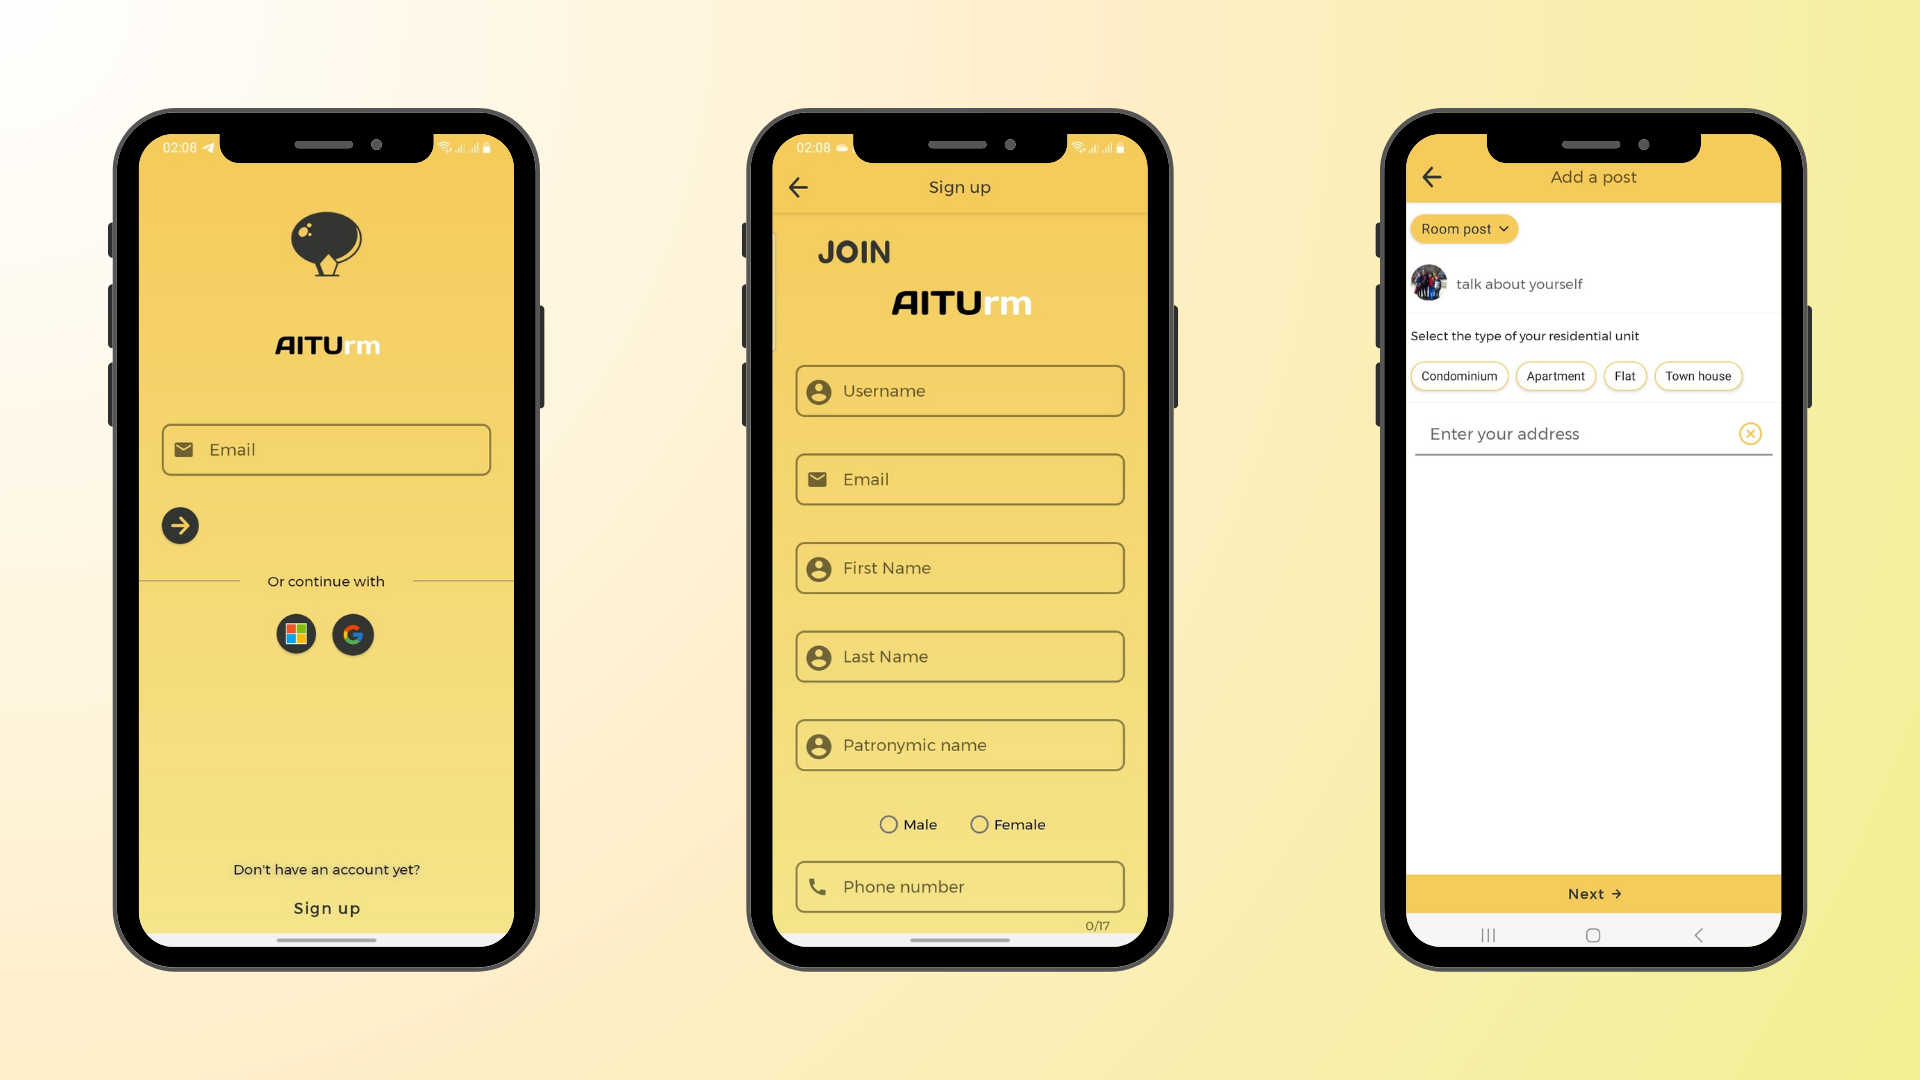 02:08
AITUrm
Email
Or continue with
Don't have an account yet?
Sign up
02:08
Sign up
JOIN
AITUrm
Username
Email
First Name
Last Name
Patronymic name
Male Female
Phone number
0/17
Add a post
Room post
talk about yourself
Select the type of your residential unit
Condominium Apartment Flat Town house
Enter your address
Next →